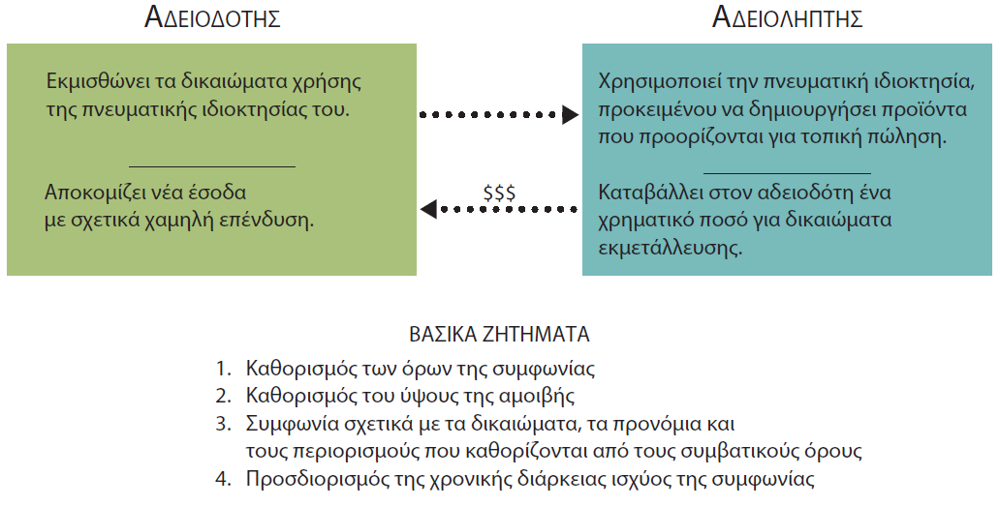 ΑΔΕΙΟΔΟΤΗΣ
ΑΔΕΙΟΛΗΠΤΗΣ
Εκμισθώνει τα δικαιώματα χρήσης
της πνευματικής ιδιοκτησίας του.
Αποκομίζει νέα έσοδα
με σχετικά χαμηλή επένδυση.
$$$
Χρησιμοποιεί την πνευματική ιδιοκτησία,
προκειμένου να δημιουργήσει προϊόντα
που προορίζονται για τοπική πώληση.
Καταβάλλει στον αδειοδότη ένα
χρηματικό ποσό για δικαιώματα
εκμετάλλευσης.
ΒΑΣΙΚΑ ΖΗΤΗΜΑΤΑ
1. Καθορισμός των όρων της συμφωνίας
2. Καθορισμός του ύψους της αμοιβής
3. Συμφωνία σχετικά με τα δικαιώματα, τα προνόμια και
τους περιορισμούς που καθορίζονται από τους συμβατικούς όρους
4. Προσδιορισμός της χρονικής διάρκειας ισχύος της συμφωνίας